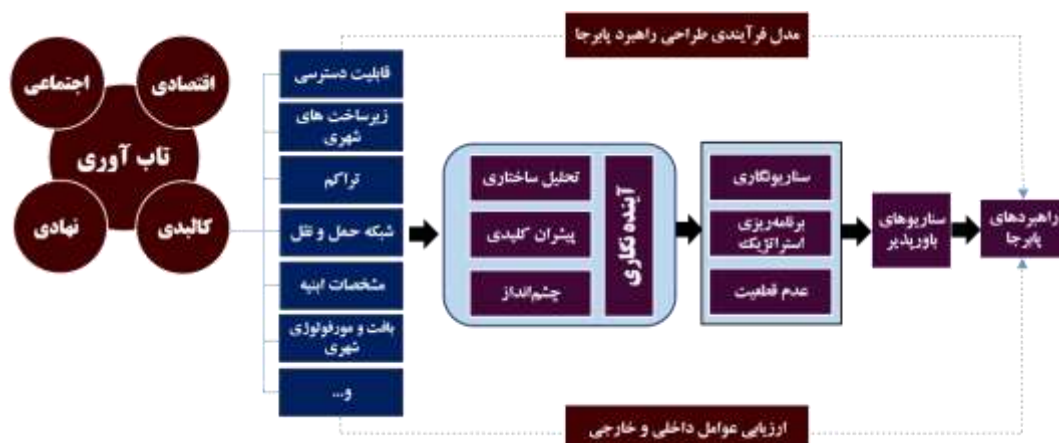 مدل فرآیندی طراحی راهبرد پابرجا
اقتصادی
اجتماعی
تاب آوری
کالبدی
نهادی
قابلیت دسترسی
زیرساخت های
شهری
تراکم
شبکه حمل و نقل
مشخصات ابنیه
بافت و مورفولوژی
شهری
و...
تحلیل ساختاری
پیشران کلیدی
چشم‌انداز
آینده نگاری
سناریونگاری
برنامه‌ریزی
استراتژیک
عدم قطعیت
سناریوهای
باورپذیر
راهبردهای
پابرجا
ارزیابی عوامل داخلی و خارجی